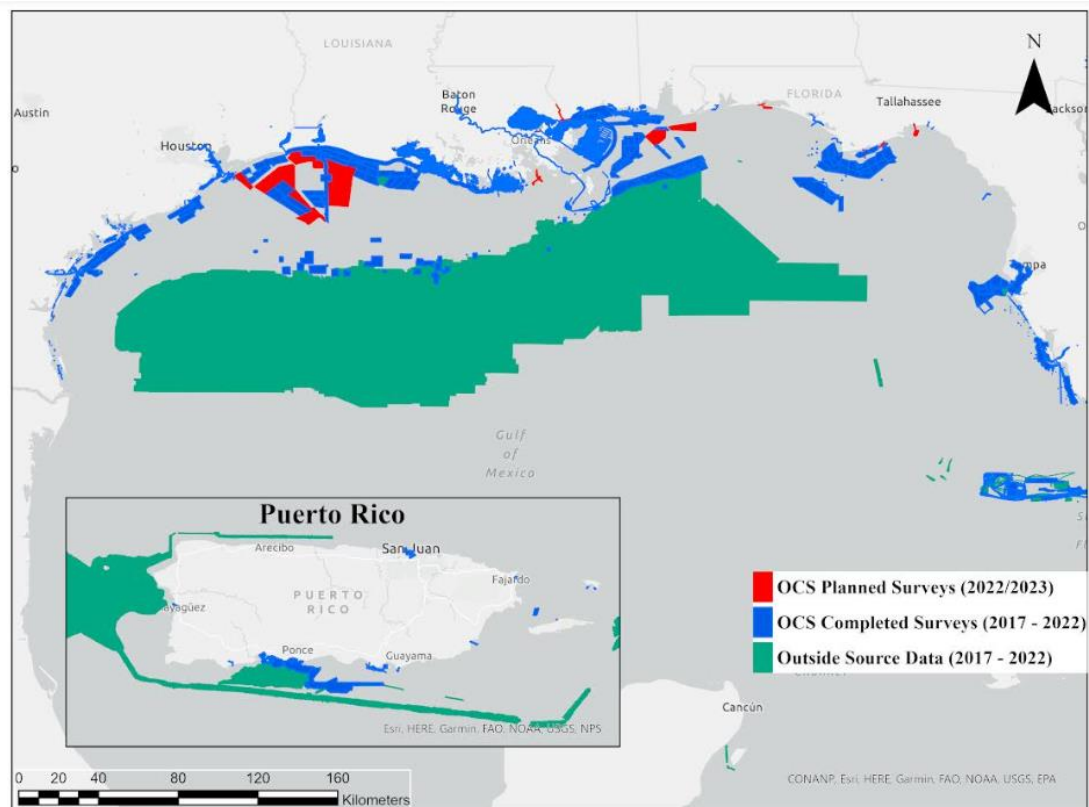 LOUISIANA
N
Baton
Rouge
FLORIDA
Tallahassee
Austin
Houston
Orleans
Gulf
of
Mexico
Puerto Rico
Arecibo
San Juan
Fajardo
PUERTO
RICO
Ponce
Guayama
Esri, HERE, Garmin, FAO, NOAA, USGS, NPS
OCS Planned Surveys (2022/2023)
OCS Completed Surveys (2017 - 2022)
Outside Source Data (2017 - 2022)
Cancún
0 20 40 80 120 160
Kilometers
CONANP, Esri, HERE, Garmin, FAO, NOAA, USGS, EPA